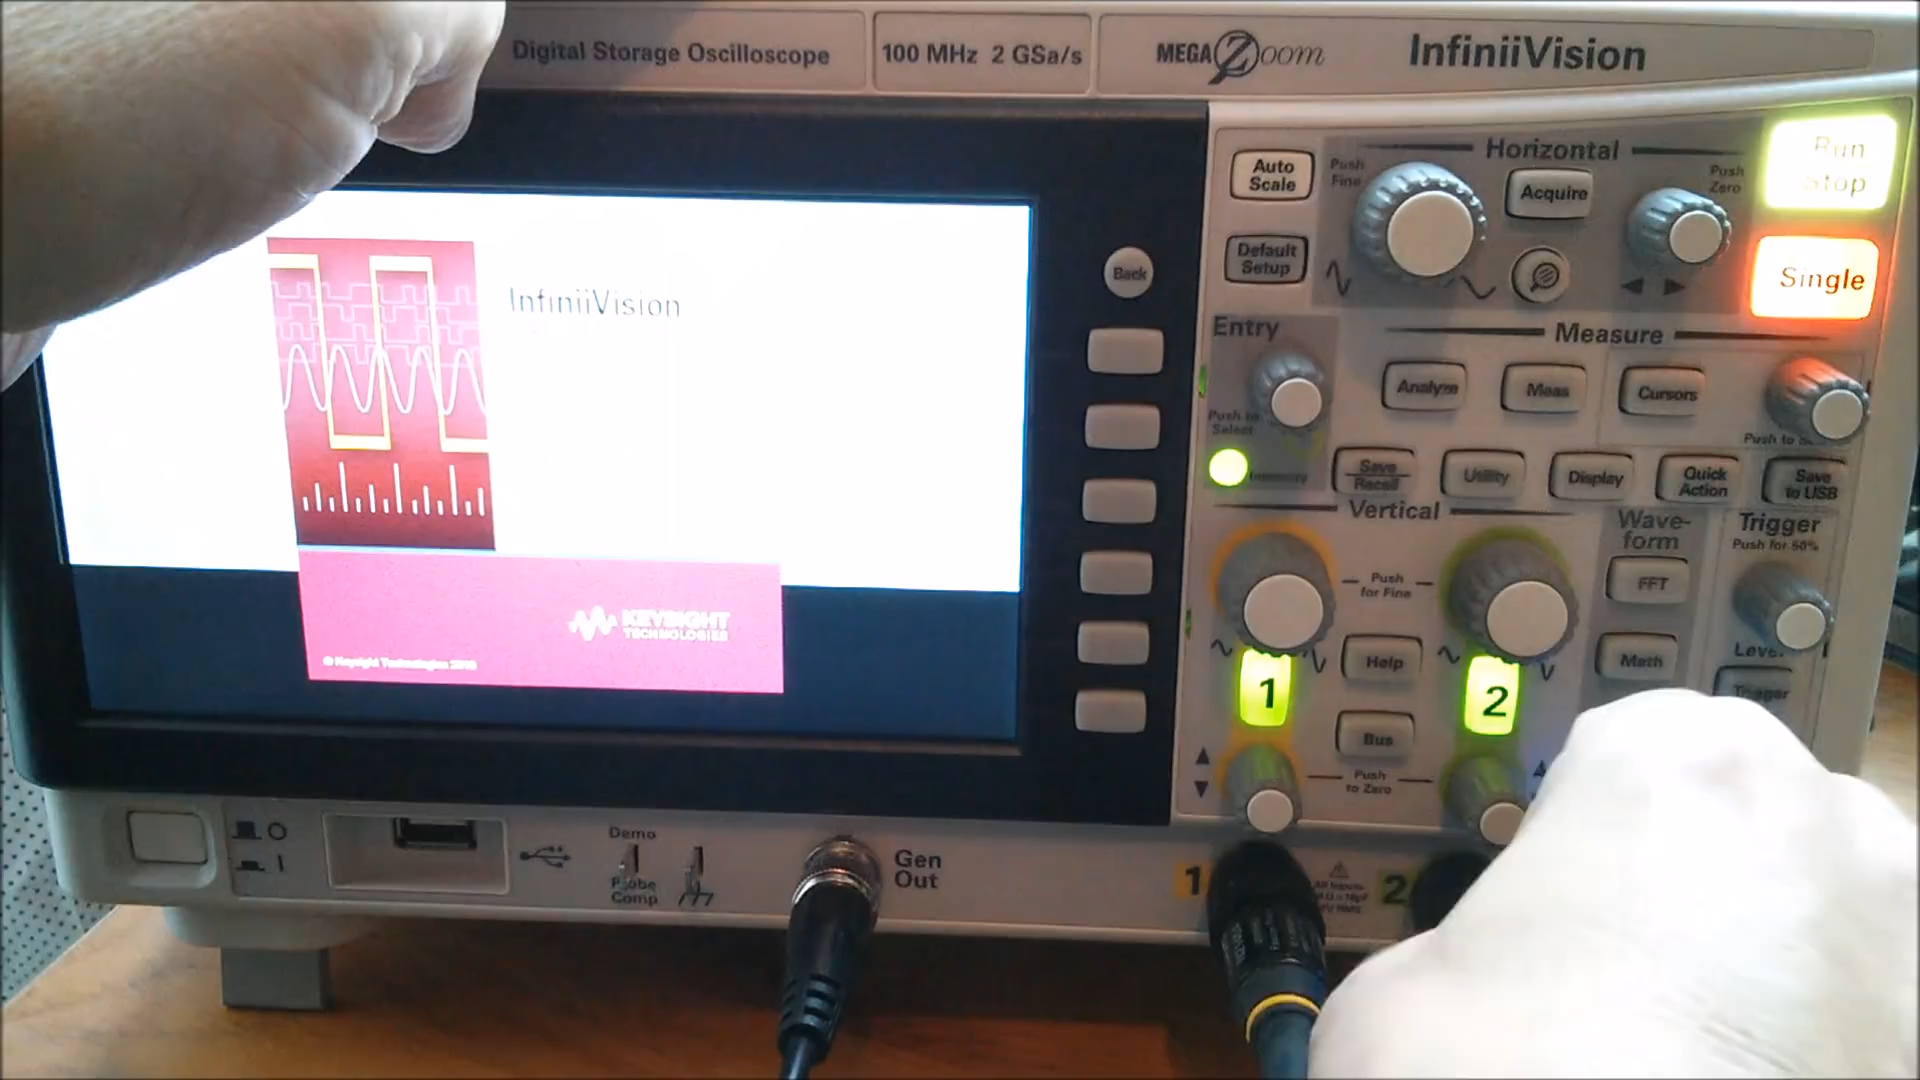 Digital Storage Oscilloscope
100 MHz 2 GSa/s
MEGA Zoom
InfiniiVision
Auto
Scale
Push
Fine
Horizontal
Acquire
Push
Zero
Run
Stop
Default
Setup
Single
Back
InfiniiVision
Entry
Measure
Analyze
Meas
Cursors
Push to
Select
Push to
Intensity
Save
Recall
Utility
Display
Quick
Action
Save
to USB
Vertical
Wave-
form
Trigger
Push for 50%
Push
for Fine
FFT
KEYSIGHT
TECHNOLOGIES
© Keysight Technologies
Help
Math
Level
Trigger
1
2
Bus
Push
to Zero
Demo
Probe
Comp
Gen
Out
1
2